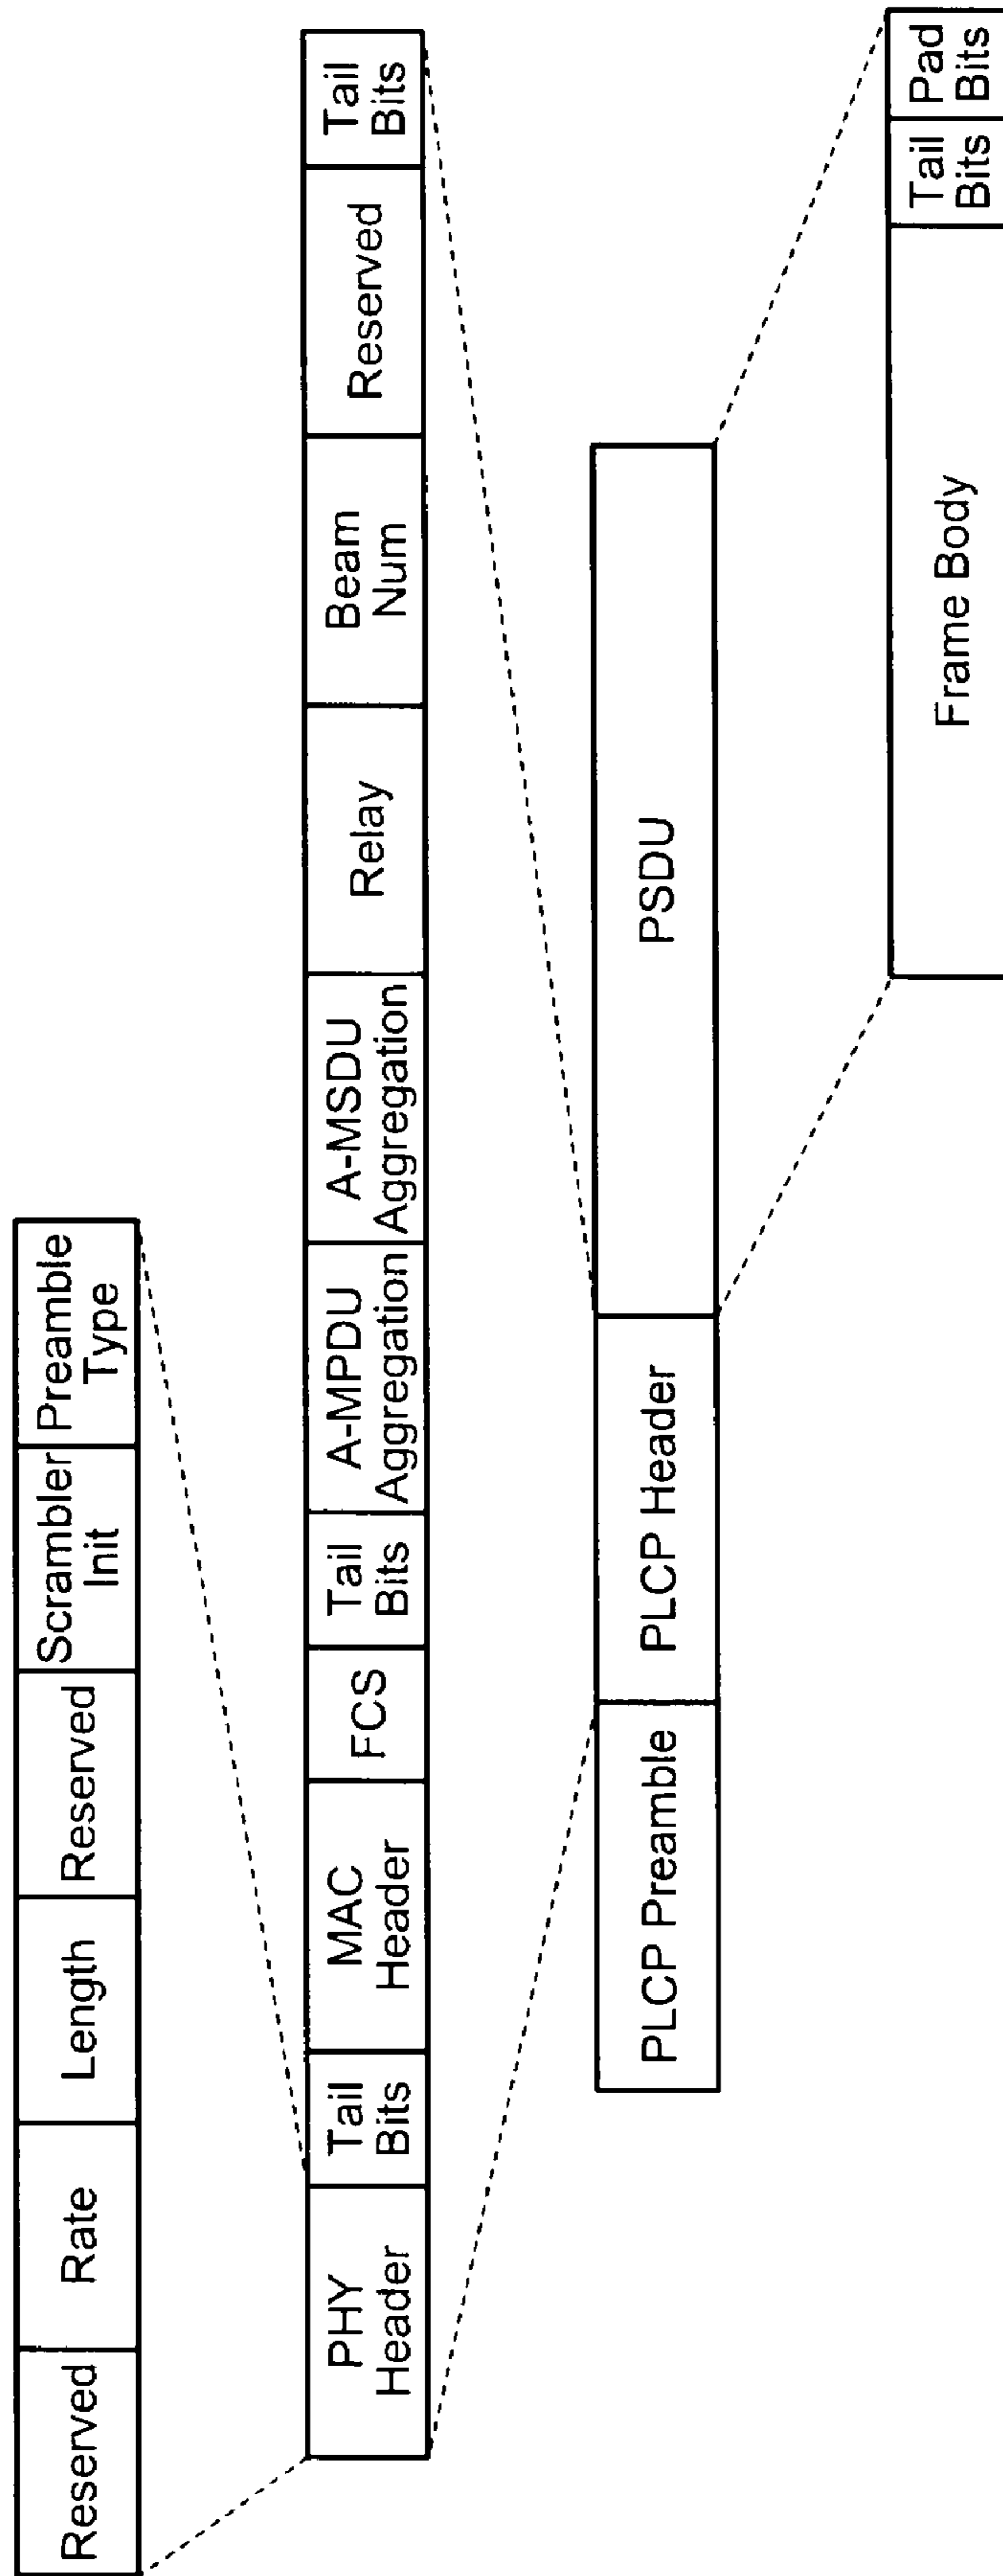 Reserved
Rate
Length
Reserved
Scrambler
Init
Preamble
Type
PHY
Header
Tail
Bits
MAC
Header
FCS
Tail
Bits
A-MPDU
Aggregation
A-MSDU
Aggregation
Relay
Beam
Num
Reserved
Tail
Bits
PLCP Preamble
PLCP Header
PSDU
Frame Body
Tail
Bits
Pad
Bits